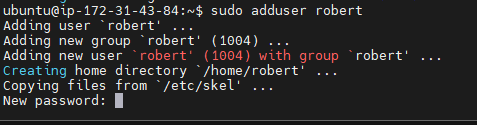 ubuntu@ip-172-31-43-84:~$ sudo adduser robert
Adding user `robert' ...
Adding new group `robert' (1004) ...
Adding new user `robert' (1004) with group `robert' ...
Creating home directory `/home/robert' ...
Copying files from `/etc/skel' ...
New password: